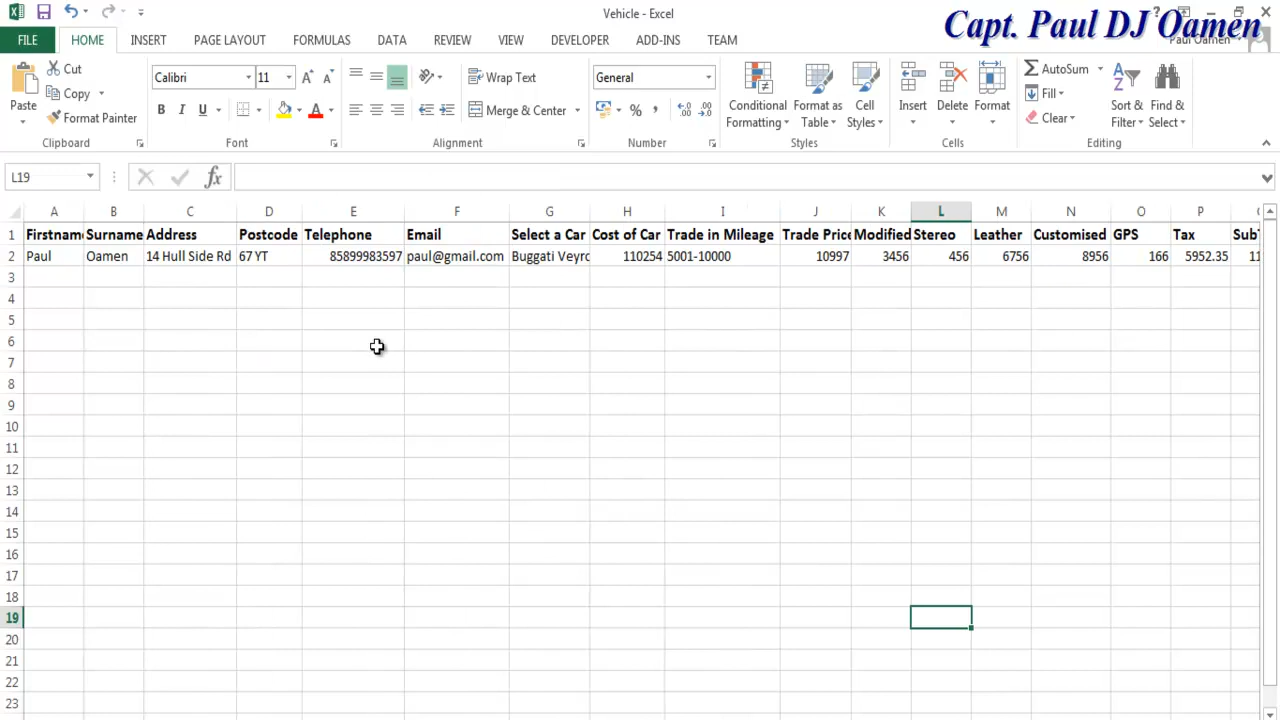 Vehicle - Excel
Capt. Paul DJ Oamen
FILE HOME INSERT PAGE LAYOUT FORMULAS DATA REVIEW VIEW DEVELOPER ADD-INS TEAM Paul Oamen
Cut
Copy
Format Painter
Paste
Clipboard
Calibri 11
B I U
Font
Wrap Text
Merge & Center
Alignment
General
%
Number
Conditional Formatting
Format as Table
Cell Styles
Styles
Insert Delete Format
Cells
AutoSum
Fill
Clear
Sort & Filter
Find & Select
Editing
L19 fx
A B C D E F G H I J K L M N O P
1 Firstname Surname Address Postcode Telephone Email Select a Car Cost of Car Trade in Mileage Trade Price Modified Stereo Leather Customised GPS Tax Sub
2 Paul Oamen 14 Hull Side Rd 67 YT 85899983597 paul@gmail.com Buggati Veyro 110254 5001-10000 10997 3456 456 6756 8956 166 5952.35 11
3
4
5
6
7
8
9
10
11
12
13
14
15
16
17
18
19
20
21
22
23